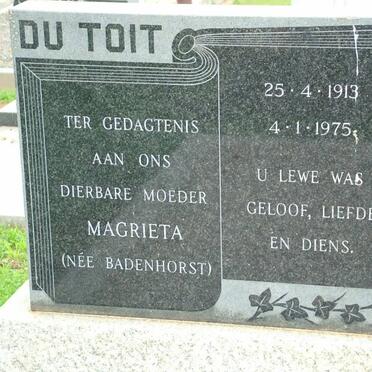 DU TOIT
TER GEDAGTENIS
AAN ONS
DIERBARE MOEDER
MAGRIETA
(NÉE BADENHORST)
25 · 4 · 1913
4 · 1 · 1975
U LEWE WAS
GELOOF, LIEFDE
EN DIENS.